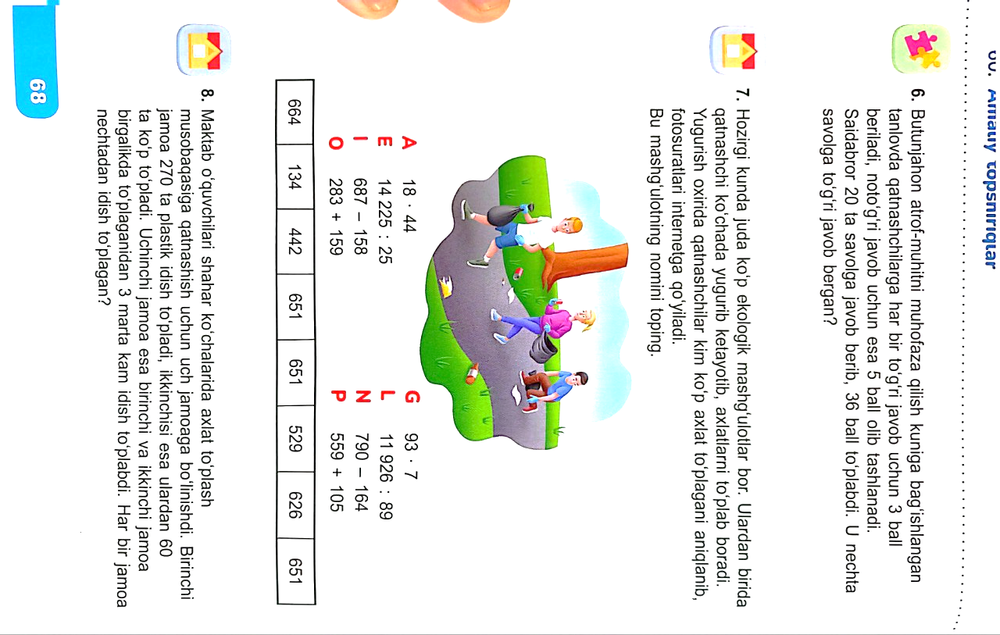 60. Amaliy topshiriqlar
6. Butunjahon atrof-muhitni muhofaza qilish kuniga bag‘ishlangan
tanlovda qatnashchilarga har bir to‘g‘ri javob uchun 3 ball
beriladi, noto‘g‘ri javob uchun esa 5 ball olib tashlanadi.
Saidabror 20 ta savolga javob berib, 36 ball to‘plabdi. U nechta
savolga to‘g‘ri javob bergan?
7. Hozirgi kunda juda ko‘p ekologik mashg‘ulotlar bor. Ulardan birida
qatnashchi ko‘chada yugurib ketayotib, axlatlarni to‘plab boradi.
Yugurish oxirida qatnashchilar kim ko‘p axlat to‘plagani aniqlanib,
fotosuratlari internetga qo‘yiladi.
Bu mashg‘ulotning nomini toping.
A 18 · 44 G 93 · 7
E 14 225 : 25 L 11 926 : 89
I 687 – 158 N 790 – 164
O 283 + 159 P 559 + 105
664 134 442 651 651 529 626 651
8. Maktab o‘quvchilari shahar ko‘chalarida axlat to‘plash
musobaqasiga qatnashish uchun uch jamoaga bo‘linishdi. Birinchi
jamoa 270 ta plastik idish to‘pladi, ikkinchisi esa ulardan 60
ta ko‘p to‘pladi. Uchinchi jamoa esa birinchi va ikkinchi jamoa
birgalikda to‘plaganidan 3 marta kam idish to‘plabdi. Har bir jamoa
nechtadan idish to‘plagan?
68